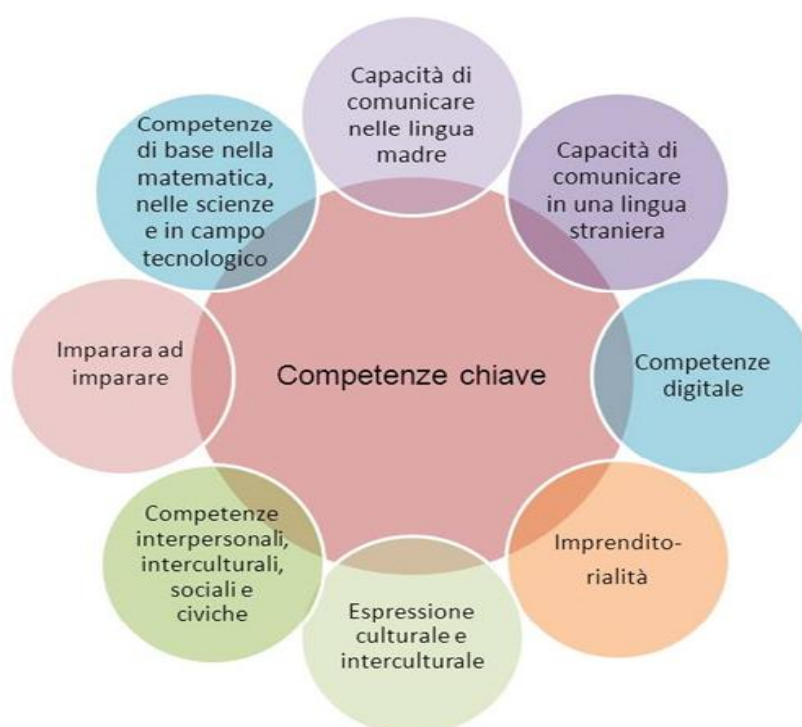 Capacità di
comunicare
nelle lingua
madre
Capacità di
comunicare
in una lingua
straniera
Competenze
digitale
Imprendito-
rialità
Espressione
culturale e
interculturale
Competenze
interpersonali,
interculturali,
sociali e
civiche
Imparara ad
imparare
Competenze
di base nella
matematica,
nelle scienze
e in campo
tecnologico
Competenze chiave